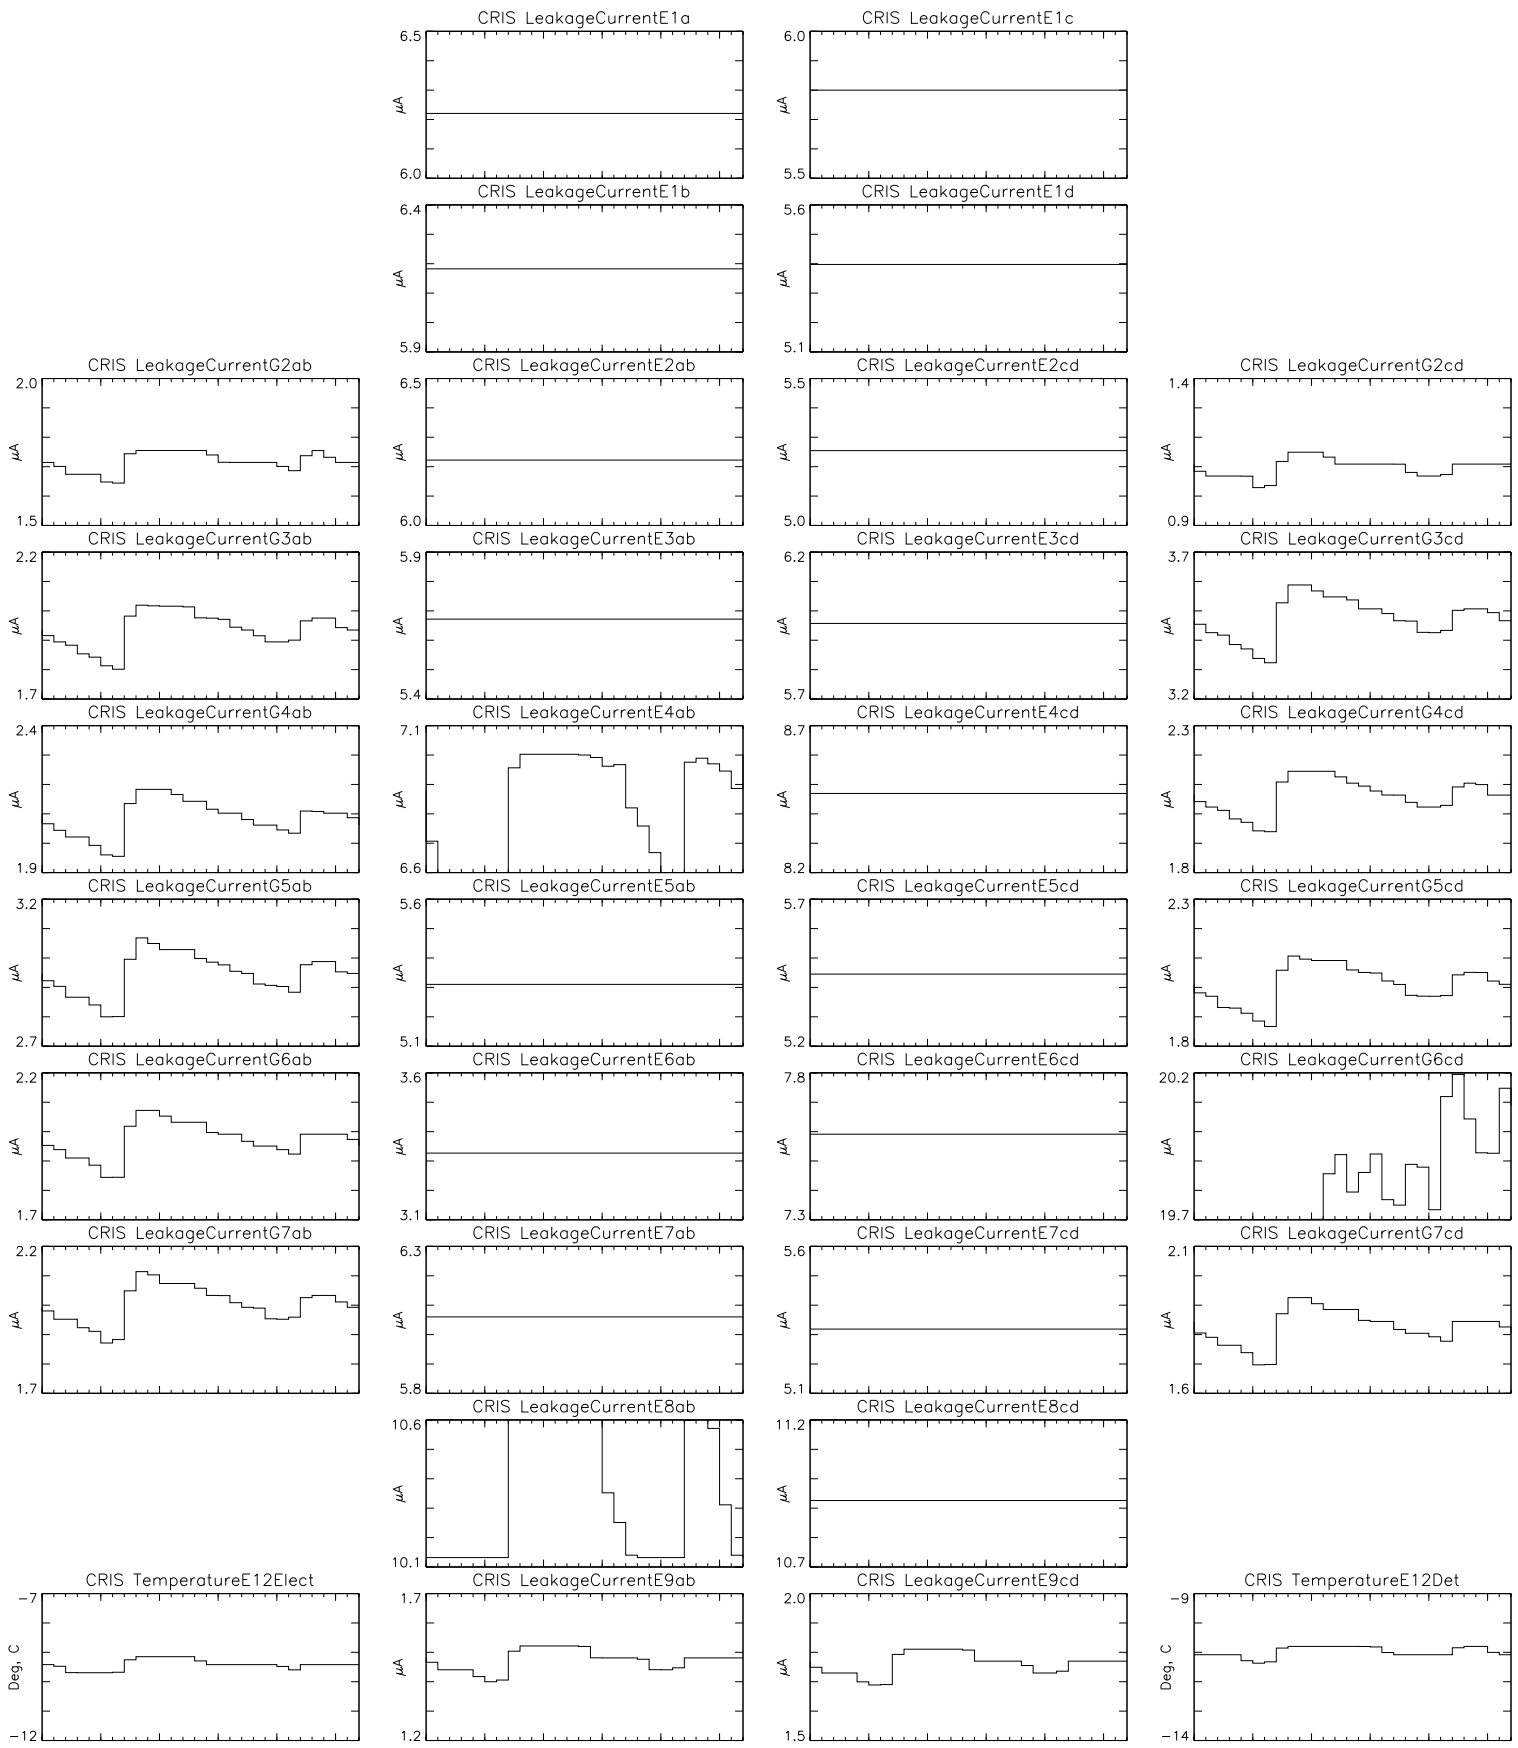 CRIS LeakageCurrentE1a
6.5
μA
6.0
CRIS LeakageCurrentE1c
6.0
μA
5.5
CRIS LeakageCurrentE1b
6.4
μA
5.9
CRIS LeakageCurrentE1d
5.6
μA
5.1
CRIS LeakageCurrentG2ab
2.0
μA
1.5
CRIS LeakageCurrentE2ab
6.5
μA
6.0
CRIS LeakageCurrentE2cd
5.5
μA
5.0
CRIS LeakageCurrentG2cd
1.4
μA
0.9
CRIS LeakageCurrentG3ab
2.2
μA
1.7
CRIS LeakageCurrentE3ab
5.9
μA
5.4
CRIS LeakageCurrentE3cd
6.2
μA
5.7
CRIS LeakageCurrentG3cd
3.7
μA
3.2
CRIS LeakageCurrentG4ab
2.4
μA
1.9
CRIS LeakageCurrentE4ab
7.1
μA
6.6
CRIS LeakageCurrentE4cd
8.7
μA
8.2
CRIS LeakageCurrentG4cd
2.3
μA
1.8
CRIS LeakageCurrentG5ab
3.2
μA
2.7
CRIS LeakageCurrentE5ab
5.6
μA
5.1
CRIS LeakageCurrentE5cd
5.7
μA
5.2
CRIS LeakageCurrentG5cd
2.3
μA
1.8
CRIS LeakageCurrentG6ab
2.2
μA
1.7
CRIS LeakageCurrentE6ab
3.6
μA
3.1
CRIS LeakageCurrentE6cd
7.8
μA
7.3
CRIS LeakageCurrentG6cd
20.2
μA
19.7
CRIS LeakageCurrentG7ab
2.2
μA
1.7
CRIS LeakageCurrentE7ab
6.3
μA
5.8
CRIS LeakageCurrentE7cd
5.6
μA
5.1
CRIS LeakageCurrentG7cd
2.1
μA
1.6
CRIS LeakageCurrentE8ab
10.6
μA
10.1
CRIS LeakageCurrentE8cd
11.2
μA
10.7
CRIS TemperatureE12Elect
-7
Deg, C
-12
CRIS LeakageCurrentE9ab
1.7
μA
1.2
CRIS LeakageCurrentE9cd
2.0
μA
1.5
CRIS TemperatureE12Det
-9
Deg, C
-14